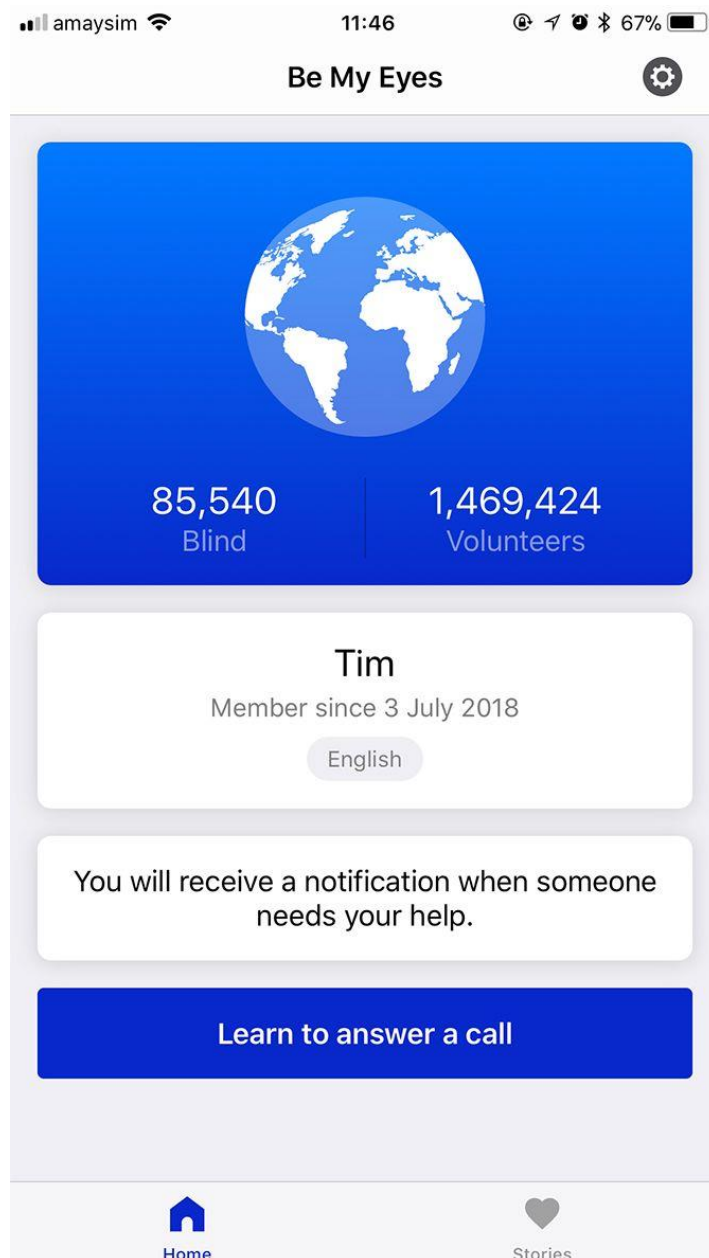 amaysim 11:46 67%
Be My Eyes
85,540 1,469,424
Blind Volunteers
Tim
Member since 3 July 2018
English
You will receive a notification when someone
needs your help.
Learn to answer a call
Home Stories